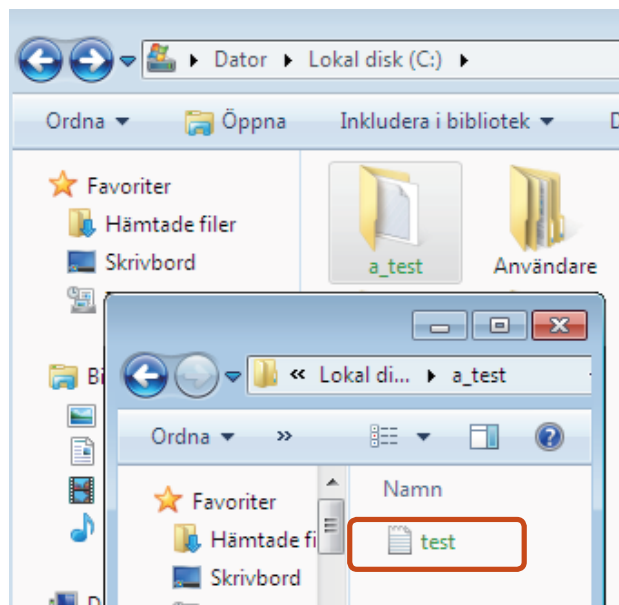 Dator Lokal disk (C:)
Ordna Öppna Inkludera i bibliotek
Favoriter
Hämtade filer
Skrivbord
a_test Användare
« Lokal di... a_test
Ordna »
Favoriter
Hämtade fi
Skrivbord
Namn
test